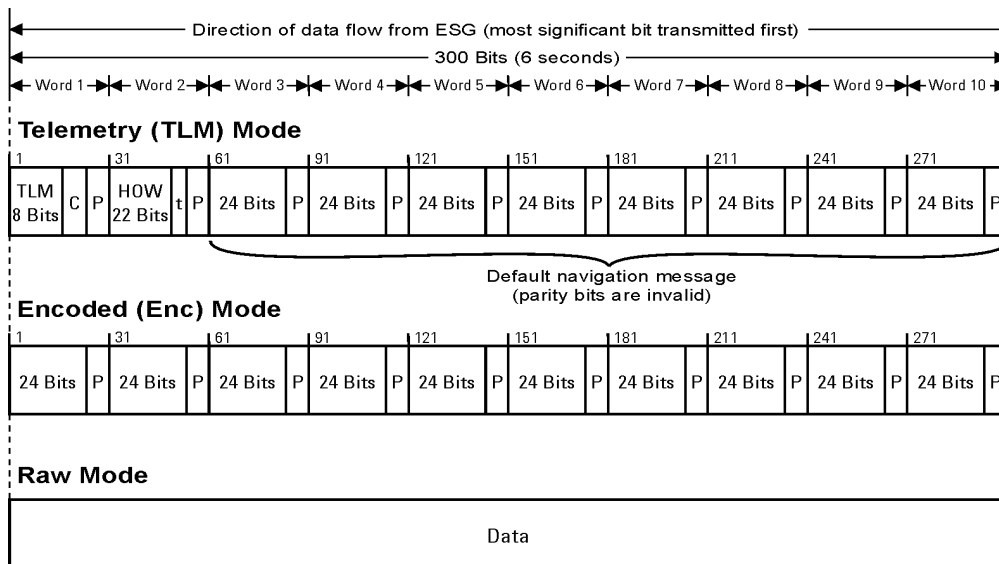 Direction of data flow from ESG (most significant bit transmitted first)
300 Bits (6 seconds)
Word 1 Word 2 Word 3 Word 4 Word 5 Word 6 Word 7 Word 8 Word 9 Word 10
Telemetry (TLM) Mode
1 31 61 91 121 151 181 211 241 271
TLM 8 Bits C P HOW 22 Bits t P 24 Bits P 24 Bits P 24 Bits P 24 Bits P 24 Bits P 24 Bits P 24 Bits P 24 Bits P
Default navigation message
(parity bits are invalid)
Encoded (Enc) Mode
1 31 61 91 121 151 181 211 241 271
24 Bits P 24 Bits P 24 Bits P 24 Bits P 24 Bits P 24 Bits P 24 Bits P 24 Bits P 24 Bits P 24 Bits P
Raw Mode
Data